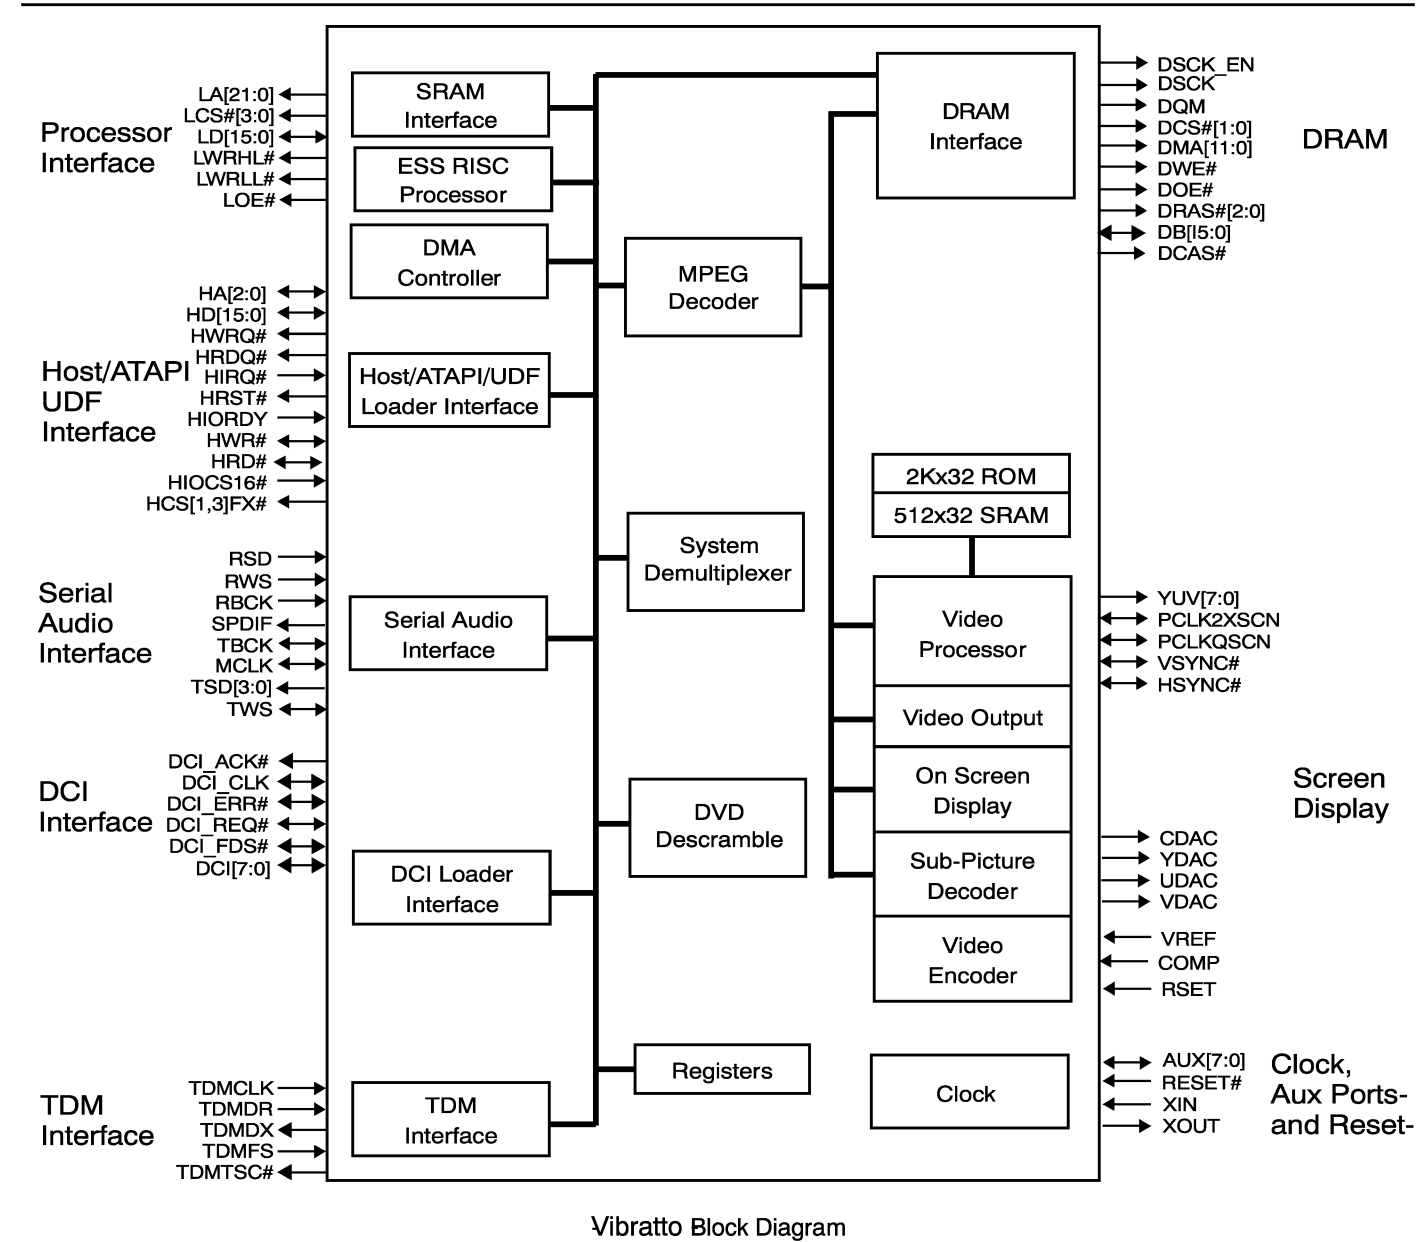 LA[21:0]
LCS#[3:0]
LD[15:0]
LWRHL#
LWRLL#
LOE#
Processor
Interface
HA[2:0]
HD[15:0]
HWRQ#
HRDQ#
HIRQ#
HRST#
HIORDY
HWR#
HRD#
HIOCS16#
HCS[1,3]FX#
Host/ATAPI
UDF
Interface
RSD
RWS
RBCK
SPDIF
TBCK
MCLK
TSD[3:0]
TWS
Serial
Audio
Interface
DCI_ACK#
DCI_CLK
DCI_ERR#
DCI_REQ#
DCI_FDS#
DCI[7:0]
DCI
Interface
TDMCLK
TDMDR
TDMDX
TDMFS
TDMTSC#
TDM
Interface
SRAM
Interface
ESS RISC
Processor
DMA
Controller
Host/ATAPI/UDF
Loader Interface
Serial Audio
Interface
DCI Loader
Interface
TDM
Interface
MPEG
Decoder
System
Demultiplexer
DVD
Descramble
Registers
DRAM
Interface
2Kx32 ROM
512x32 SRAM
Video
Processor
Video Output
On Screen
Display
Sub-Picture
Decoder
Video
Encoder
Clock
DSCK_EN
DSCK
DQM
DCS#[1:0]
DMA[11:0]
DWE#
DOE#
DRAS#[2:0]
DB[I5:0]
DCAS#
DRAM
YUV[7:0]
PCLK2XSCN
PCLKQSCN
VSYNC#
HSYNC#
Screen
Display
CDAC
YDAC
UDAC
VDAC
VREF
COMP
RSET
AUX[7:0]
RESET#
XIN
XOUT
Clock,
Aux Ports-
and Reset-
Vibratto Block Diagram